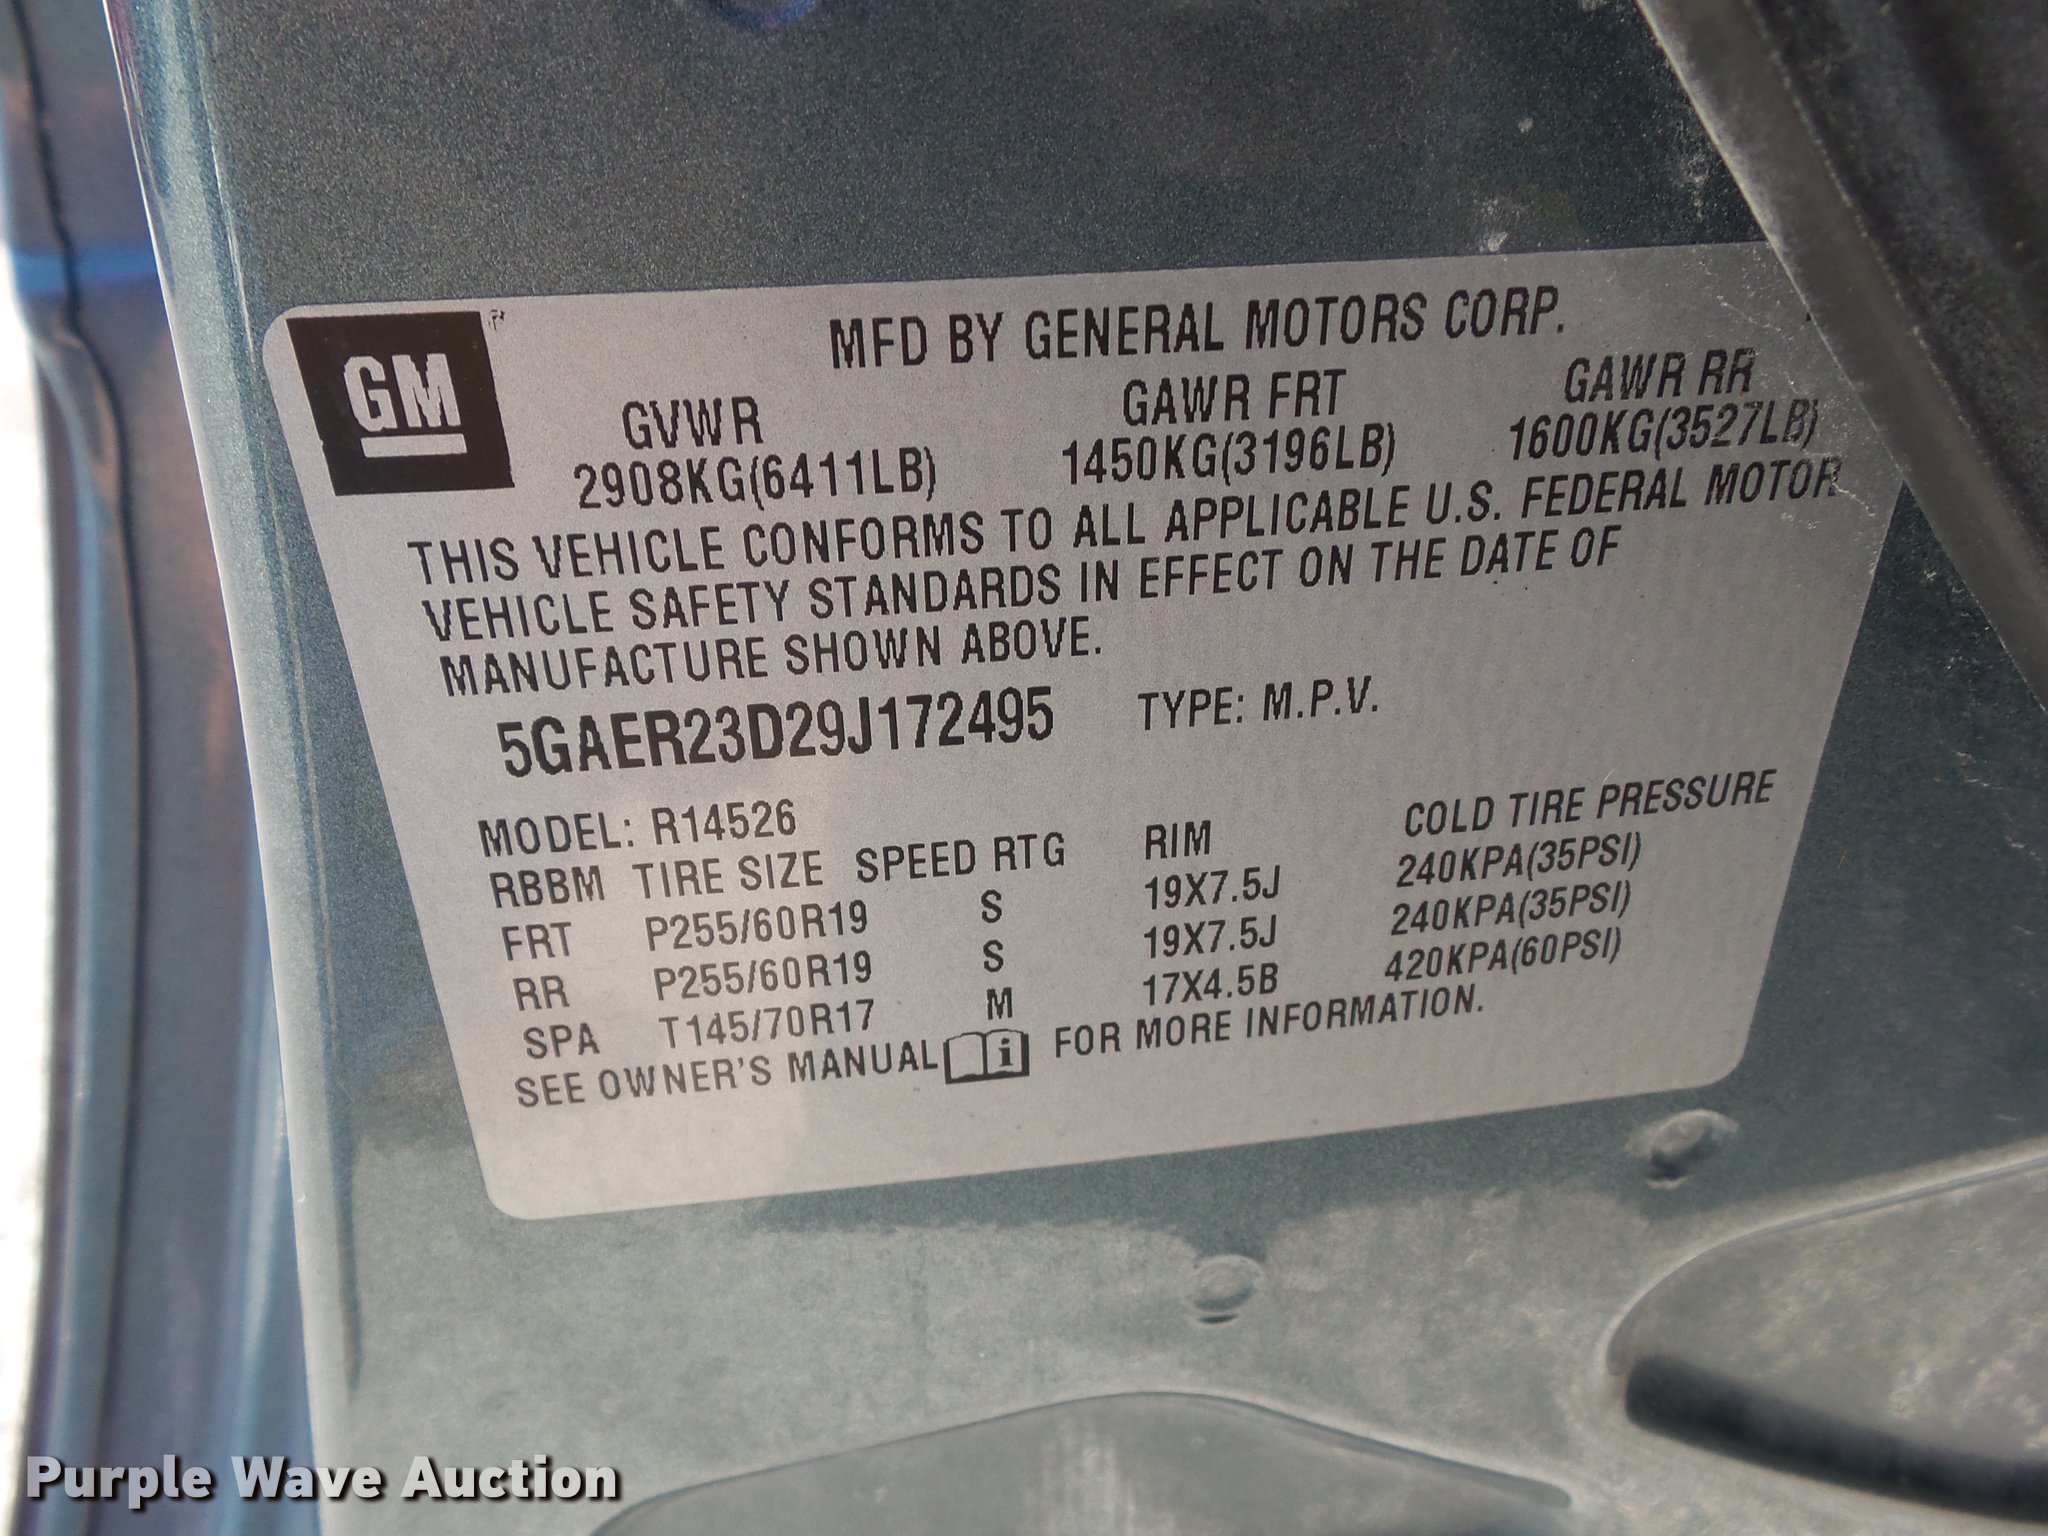 GM
MFD BY GENERAL MOTORS CORP.
GVWR GAWR FRT GAWR RR
2908KG(6411LB) 1450KG(3196LB) 1600KG(3527LB)
THIS VEHICLE CONFORMS TO ALL APPLICABLE U.S. FEDERAL MOTOR
VEHICLE SAFETY STANDARDS IN EFFECT ON THE DATE OF
MANUFACTURE SHOWN ABOVE.
5GAER23D29J172495 TYPE: M.P.V.
MODEL: R14526
RBBM TIRE SIZE SPEED RTG RIM COLD TIRE PRESSURE
FRT P255/60R19 S 19X7.5J 240KPA(35PSI)
RR P255/60R19 S 19X7.5J 240KPA(35PSI)
SPA T145/70R17 M 17X4.5B 420KPA(60PSI)
SEE OWNER'S MANUAL i FOR MORE INFORMATION.
Purple Wave Auction